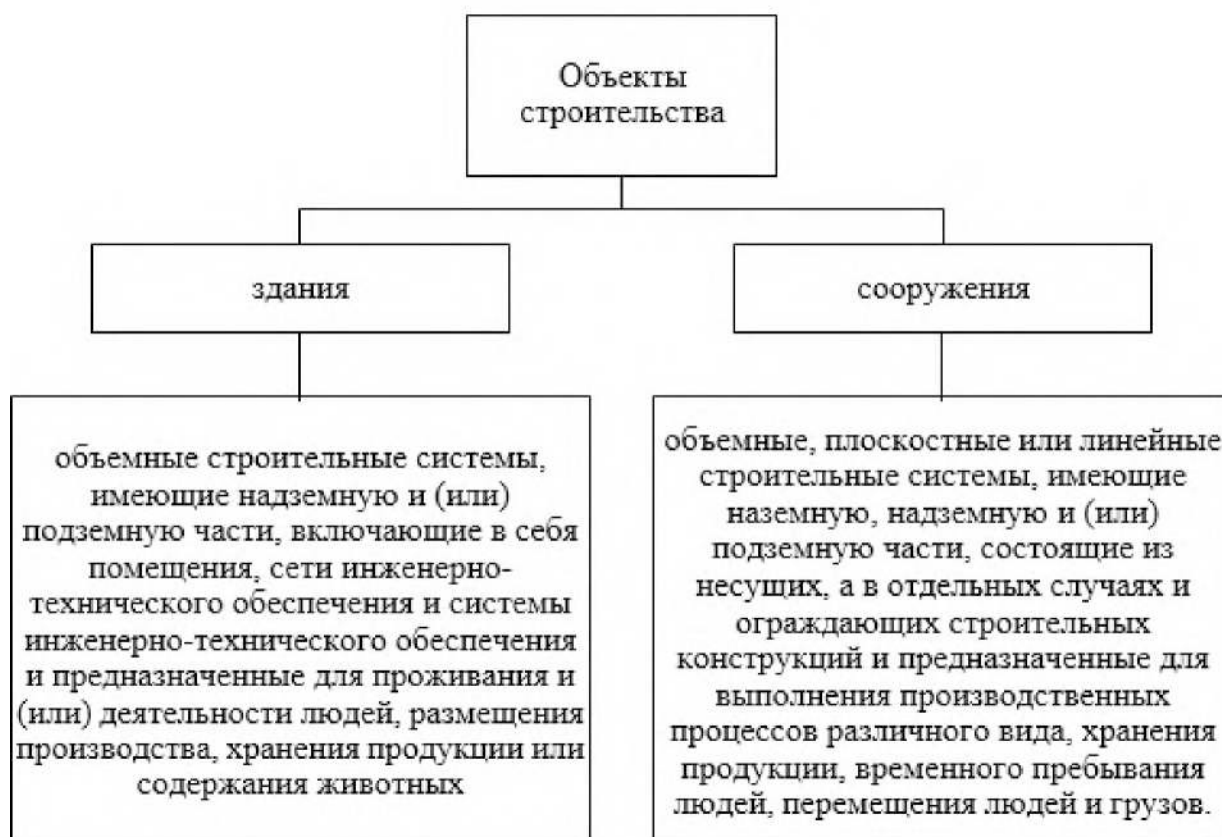 Объекты
строительства
здания
сооружения
объемные строительные системы,
имеющие надземную и (или)
подземную части, включающие в себя
помещения, сети инженерно-
технического обеспечения и системы
инженерно-технического обеспечения
и предназначенные для проживания и
(или) деятельности людей, размещения
производства, хранения продукции или
содержания животных
объемные, плоскостные или линейные
строительные системы, имеющие
наземную, надземную и (или)
подземную части, состоящие из
несущих, а в отдельных случаях и
ограждающих строительных
конструкций и предназначенные для
выполнения производственных
процессов различного вида, хранения
продукции, временного пребывания
людей, перемещения людей и грузов.